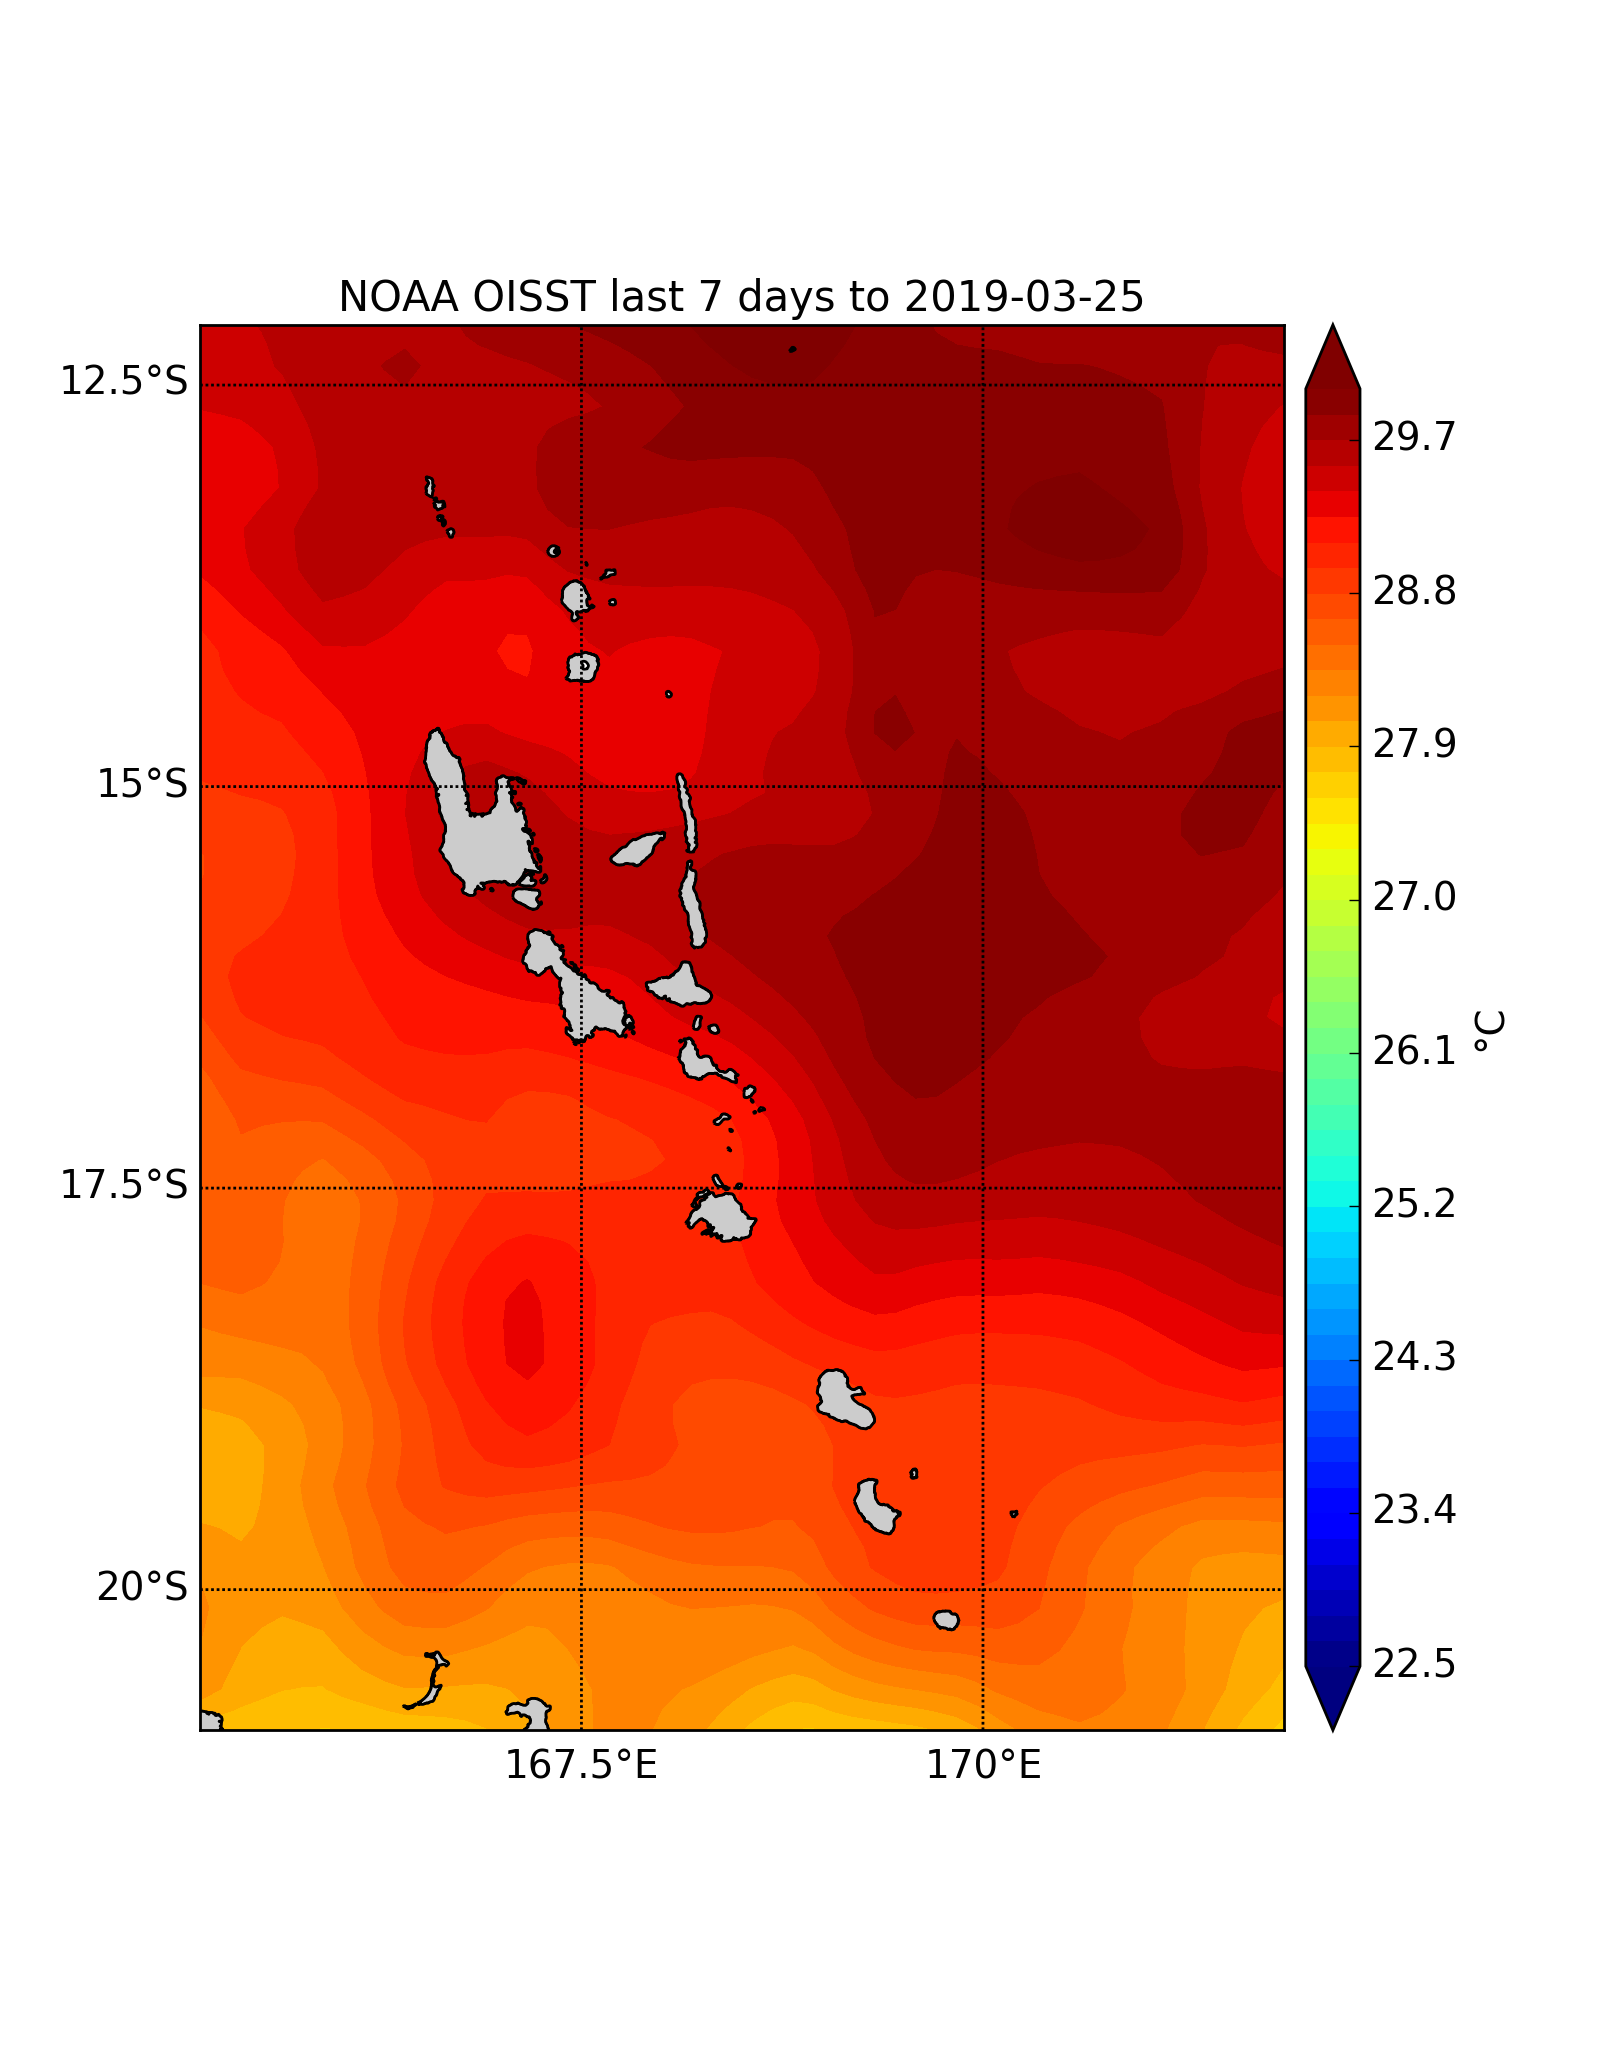 NOAA OISST last 7 days to 2019-03-25
12.5°S
15°S
17.5°S
20°S
167.5°E
170°E
29.7
28.8
27.9
27.0
26.1
25.2
24.3
23.4
22.5
°C